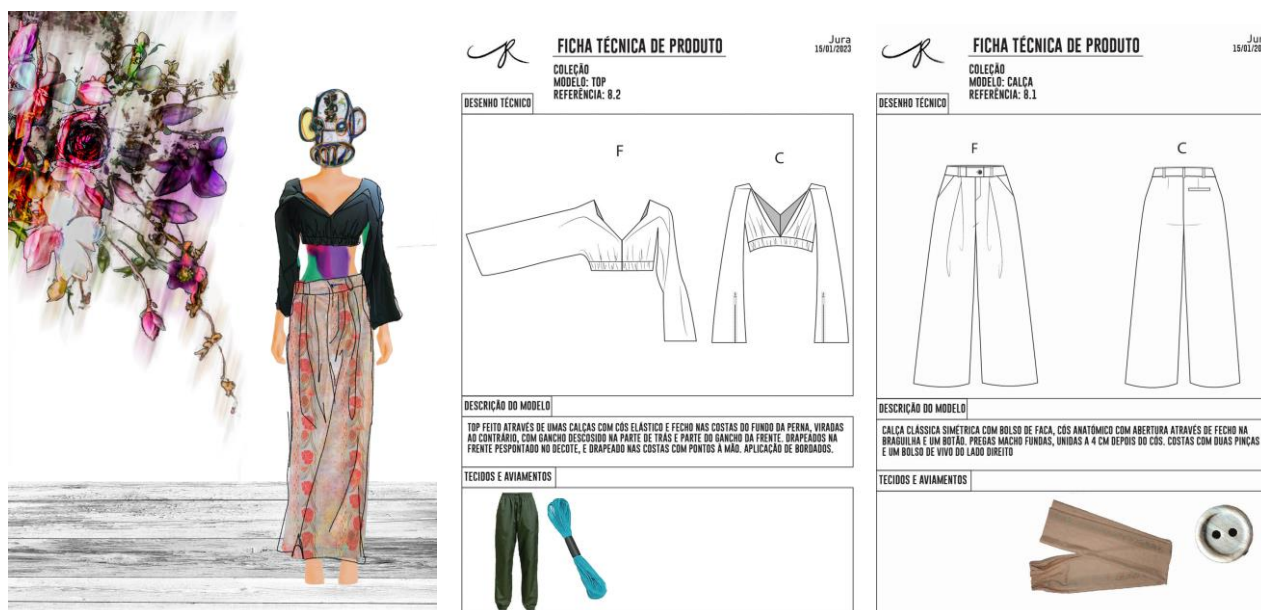 FICHA TÉCNICA DE PRODUTO
Jura
15/01/2023
COLEÇÃO
MODELO: TOP
REFERÊNCIA: 8.2
DESENHO TÉCNICO
F
C
DESCRIÇÃO DO MODELO
TOP FEITO ATRAVÉS DE UMAS CALÇAS COM CÓS ELÁSTICO E FECHO NAS COSTAS DO FUNDO DA PERNA, VIRADAS
AO CONTRÁRIO, COM GANCHO DESCOSIDO NA PARTE DE TRÁS E PARTE DO GANCHO DA FRENTE. DRAPEADOS NA
FRENTE PESPONTADO NO DECOTE, E DRAPEADO NAS COSTAS COM PONTOS À MÃO. APLICAÇÃO DE BORDADOS.
TECIDOS E AVIAMENTOS
FICHA TÉCNICA DE PRODUTO
COLEÇÃO
MODELO: CALÇA
REFERÊNCIA: 8.1
DESENHO TÉCNICO
F
C
DESCRIÇÃO DO MODELO
CALÇA CLÁSSICA SIMÉTRICA COM BOLSO DE FACA, CÓS ANATÓMICO COM ABERTURA ATRAVÉS DE FECHO NA
BRAGUILHA E UM BOTÃO. PREGAS MACHO FUNDAS, UNIDAS A 4 CM DEPOIS DO CÓS. COSTAS COM DUAS PINÇAS
E UM BOLSO DE VIVO DO LADO DIREITO
TECIDOS E AVIAMENTOS